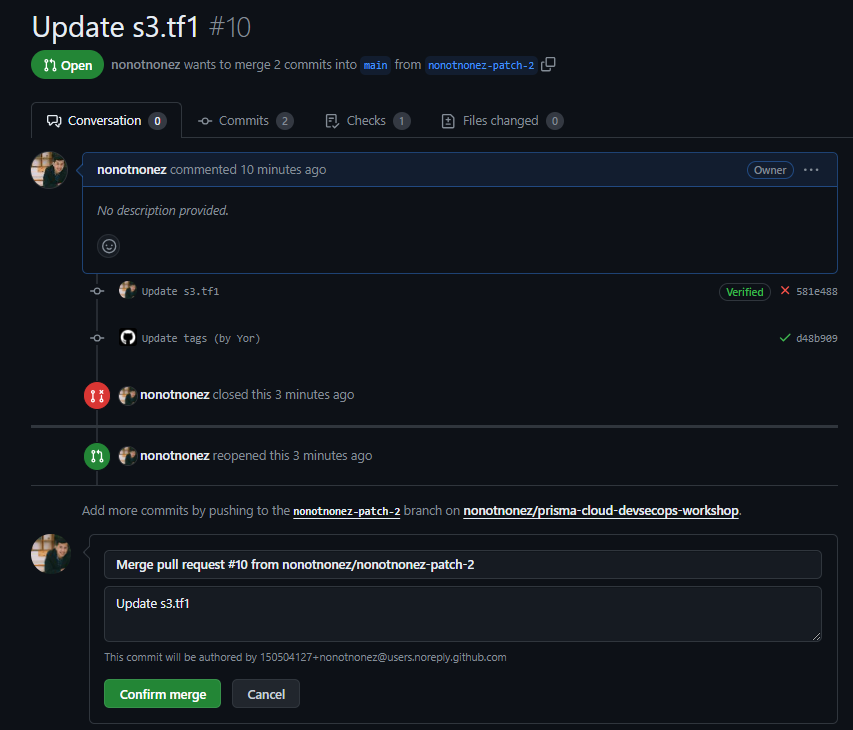 Update s3.tf1 #10
Open nonotnonez wants to merge 2 commits into main from nonotnonez-patch-2
Conversation 0 Commits 2 Checks 1 Files changed 0
nonotnonez commented 10 minutes ago Owner
No description provided.
Update s3.tf1 Verified 581e488
Update tags (by Yor) d48b909
nonotnonez closed this 3 minutes ago
nonotnonez reopened this 3 minutes ago
Add more commits by pushing to the nonotnonez-patch-2 branch on nonotnonez/prisma-cloud-devsecops-workshop.
Merge pull request #10 from nonotnonez/nonotnonez-patch-2
Update s3.tf1
This commit will be authored by 150504127+nonotnonez@users.noreply.github.com
Confirm merge Cancel